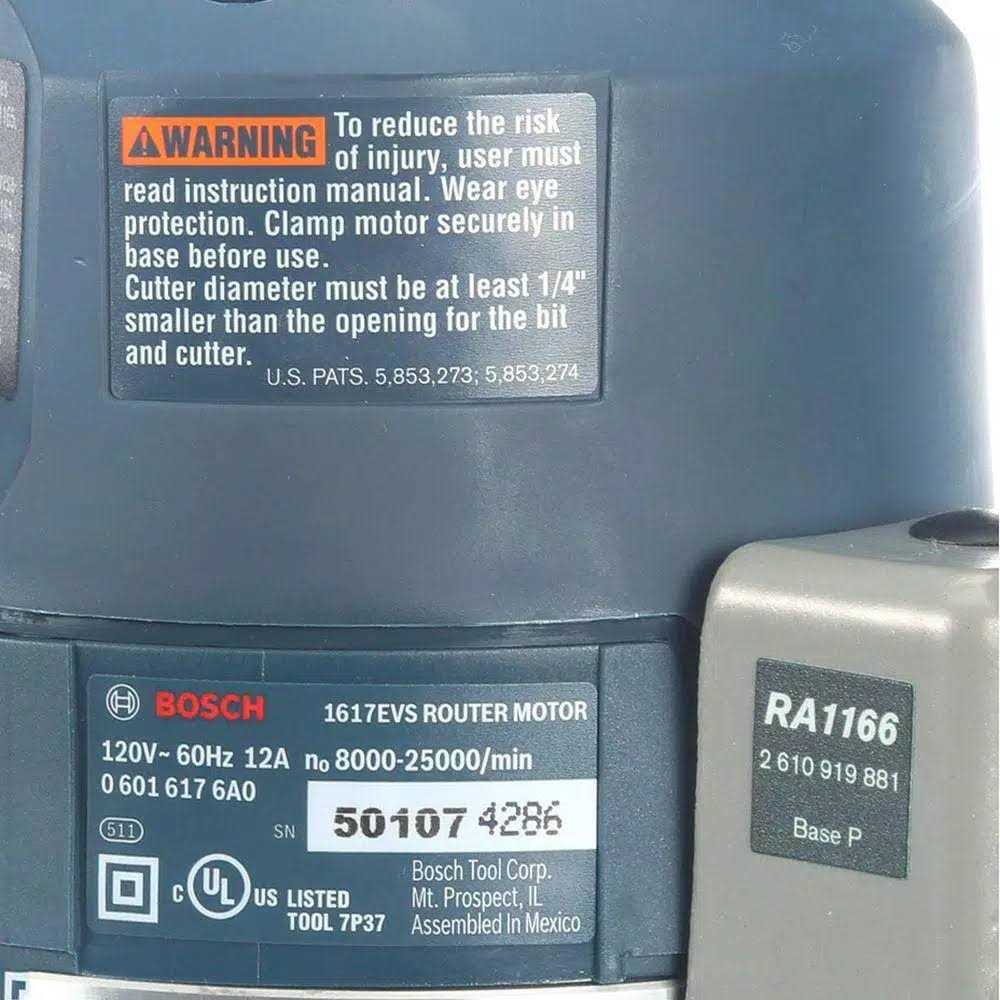 WARNING To reduce the risk
of injury, user must
read instruction manual. Wear eye
protection. Clamp motor securely in
base before use.
Cutter diameter must be at least 1/4"
smaller than the opening for the bit
and cutter.
U.S. PATS. 5,853,273; 5,853,274
BOSCH 1617EVS ROUTER MOTOR
120V~ 60Hz 12A n₀ 8000-25000/min
0 601 617 6A0
511 SN 50107 4286
C UL US LISTED
TOOL 7P37
Bosch Tool Corp.
Mt. Prospect, IL
Assembled In Mexico
RA1166
2 610 919 881
Base P